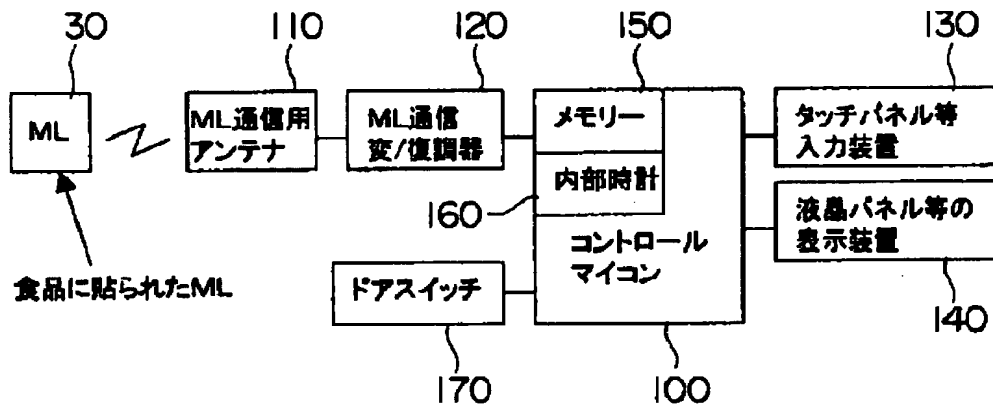 30
110
120
150
130
ML
ML通信用
アンテナ
ML通信
変/復調器
メモリー
内部時計
タッチパネル等
入力装置
160
コントロール
マイコン
液晶パネル等の
表示装置
食品に貼られたML
ドアスイッチ
140
170
100